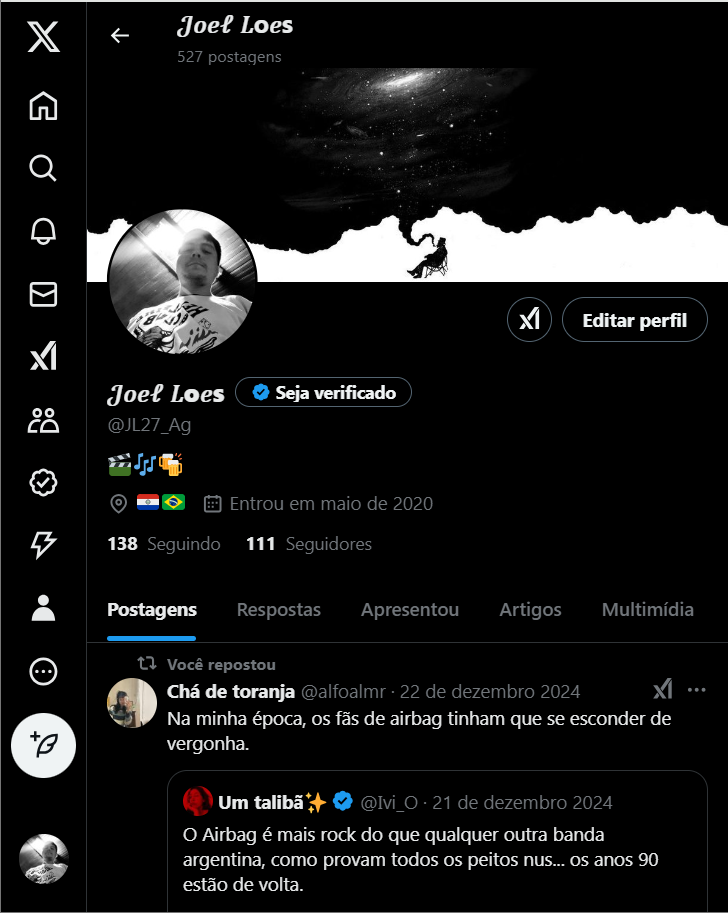 Joel Loes
527 postagens
Editar perfil
Joel Loes
Seja verificado
@JL27_Ag
Entrou em maio de 2020
138 Seguindo 111 Seguidores
Postagens Respostas Apresentou Artigos Multimídia
Você repostou
Chá de toranja @alfoalmr · 22 de dezembro 2024
Na minha época, os fãs de airbag tinham que se esconder de
vergonha.
Um talibã✨ @Ivi_O · 21 de dezembro 2024
O Airbag é mais rock do que qualquer outra banda
argentina, como provam todos os peitos nus... os anos 90
estão de volta.